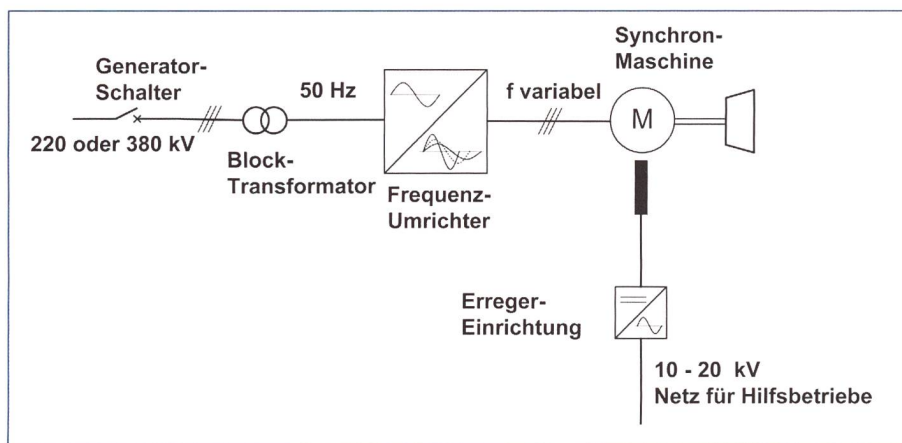 Synchron-
Maschine
Generator-
Schalter
50 Hz
f variabel
M
220 oder 380 kV
Block-
Transformator
Frequenz-
Umrichter
Erreger-
Einrichtung
10 - 20 kV
Netz für Hilfsbetriebe